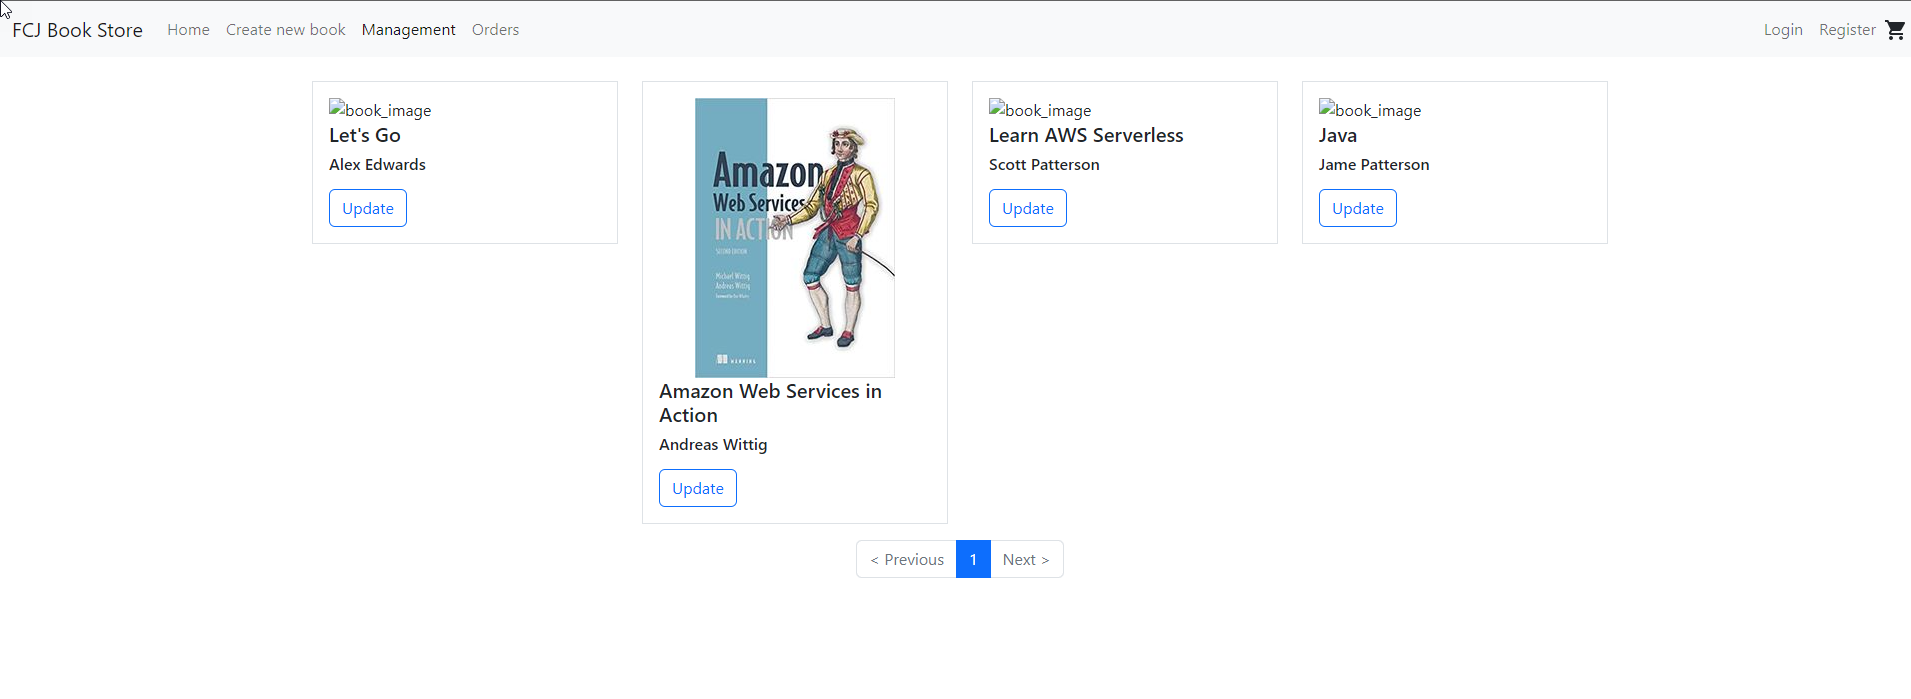 FCJ Book Store Home Create new book Management Orders Login Register
book_image
Let's Go
Alex Edwards
Update
Amazon
Web Services
IN ACTION
SECOND EDITION
Michael Wittig
Andreas Wittig
MANNING
Amazon Web Services in
Action
Andreas Wittig
Update
book_image
Learn AWS Serverless
Scott Patterson
Update
book_image
Java
Jame Patterson
Update
< Previous 1 Next >